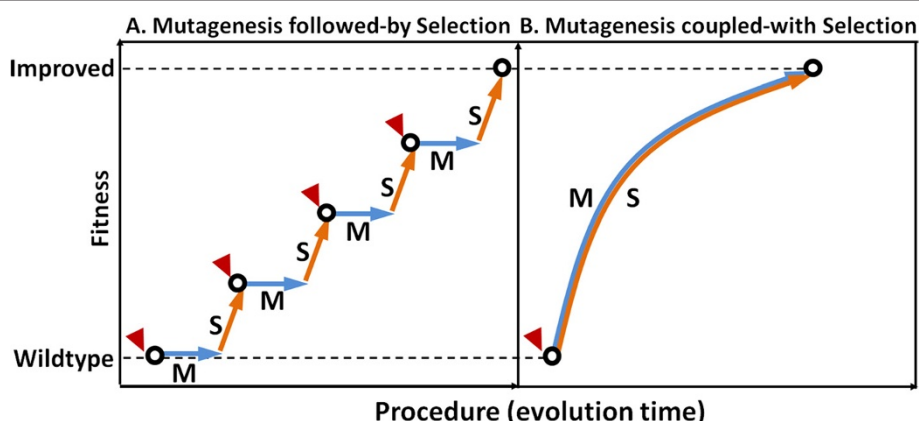 A. Mutagenesis followed-by Selection
B. Mutagenesis coupled-with Selection
Improved
Fitness
Wildtype
M
S
M
S
M
S
M
S
M
S
Procedure (evolution time)